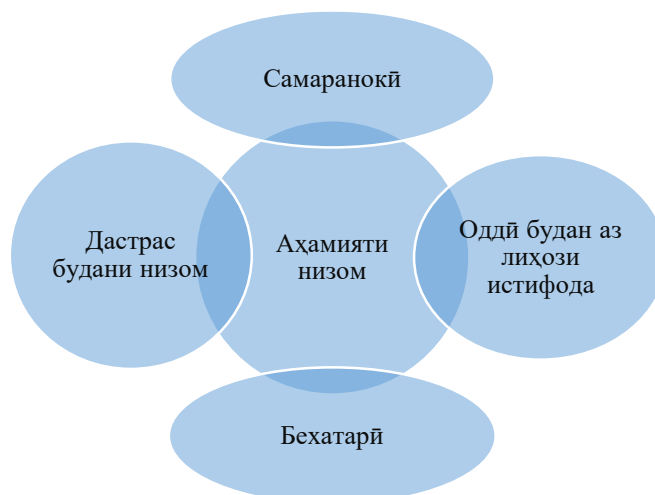 Самаранокӣ
Дастрас
будани низом
Аҳамияти
низом
Оддӣ будан аз
лиҳози
истифода
Бехатарӣ